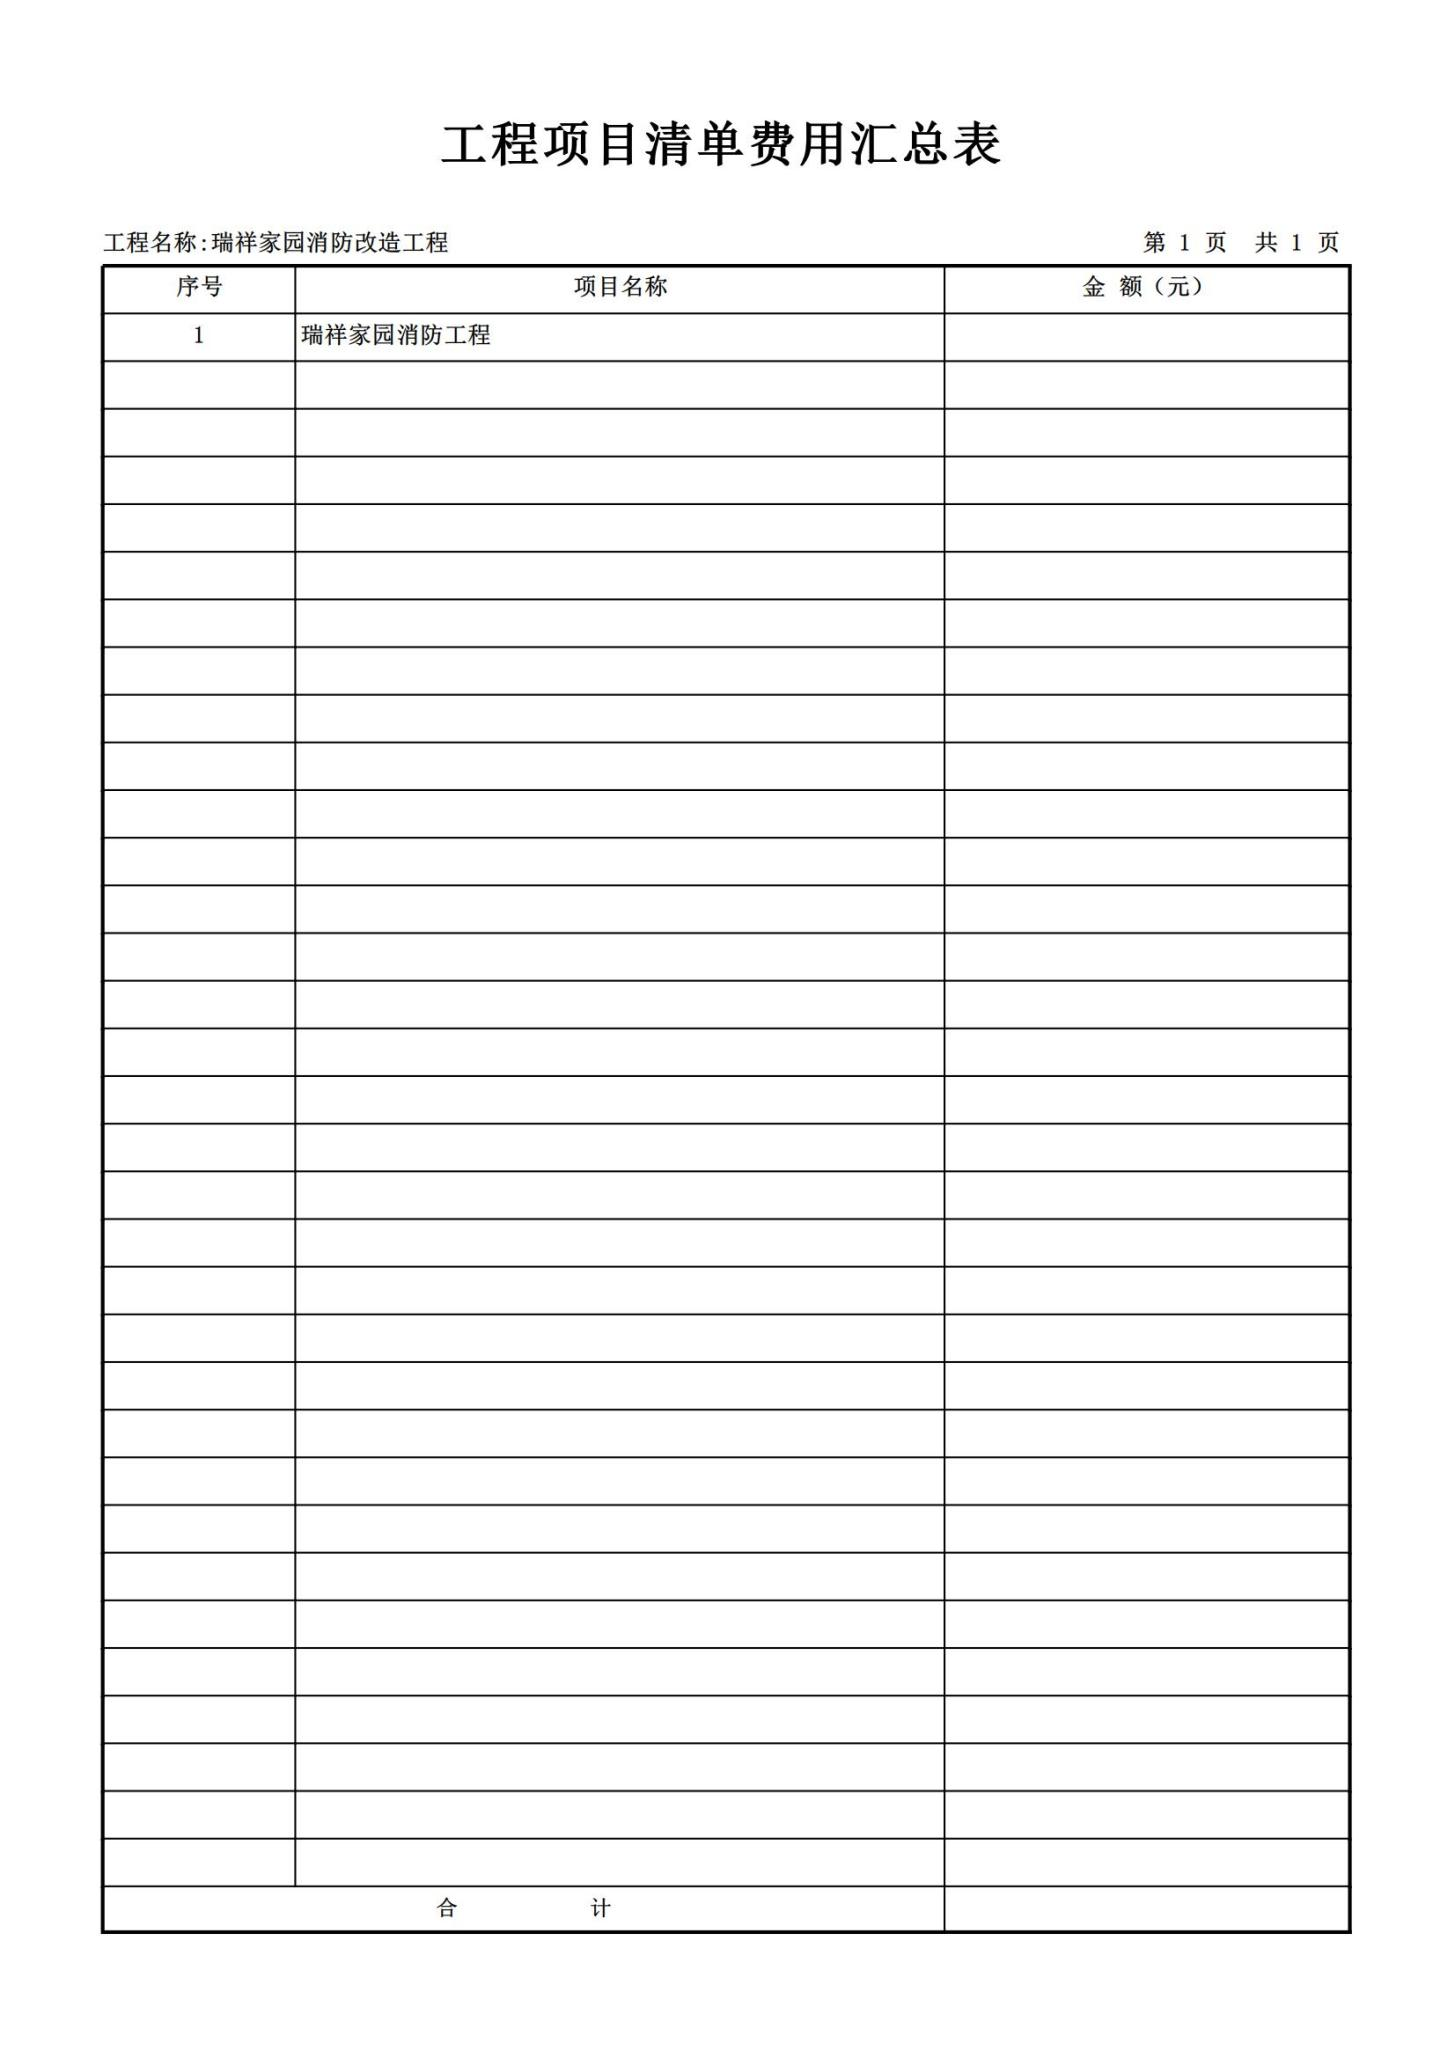 工程项目清单费用汇总表
工程名称:瑞祥家园消防改造工程 第 1 页 共 1 页
序号 项目名称 金 额（元）
1 瑞祥家园消防工程
合 计